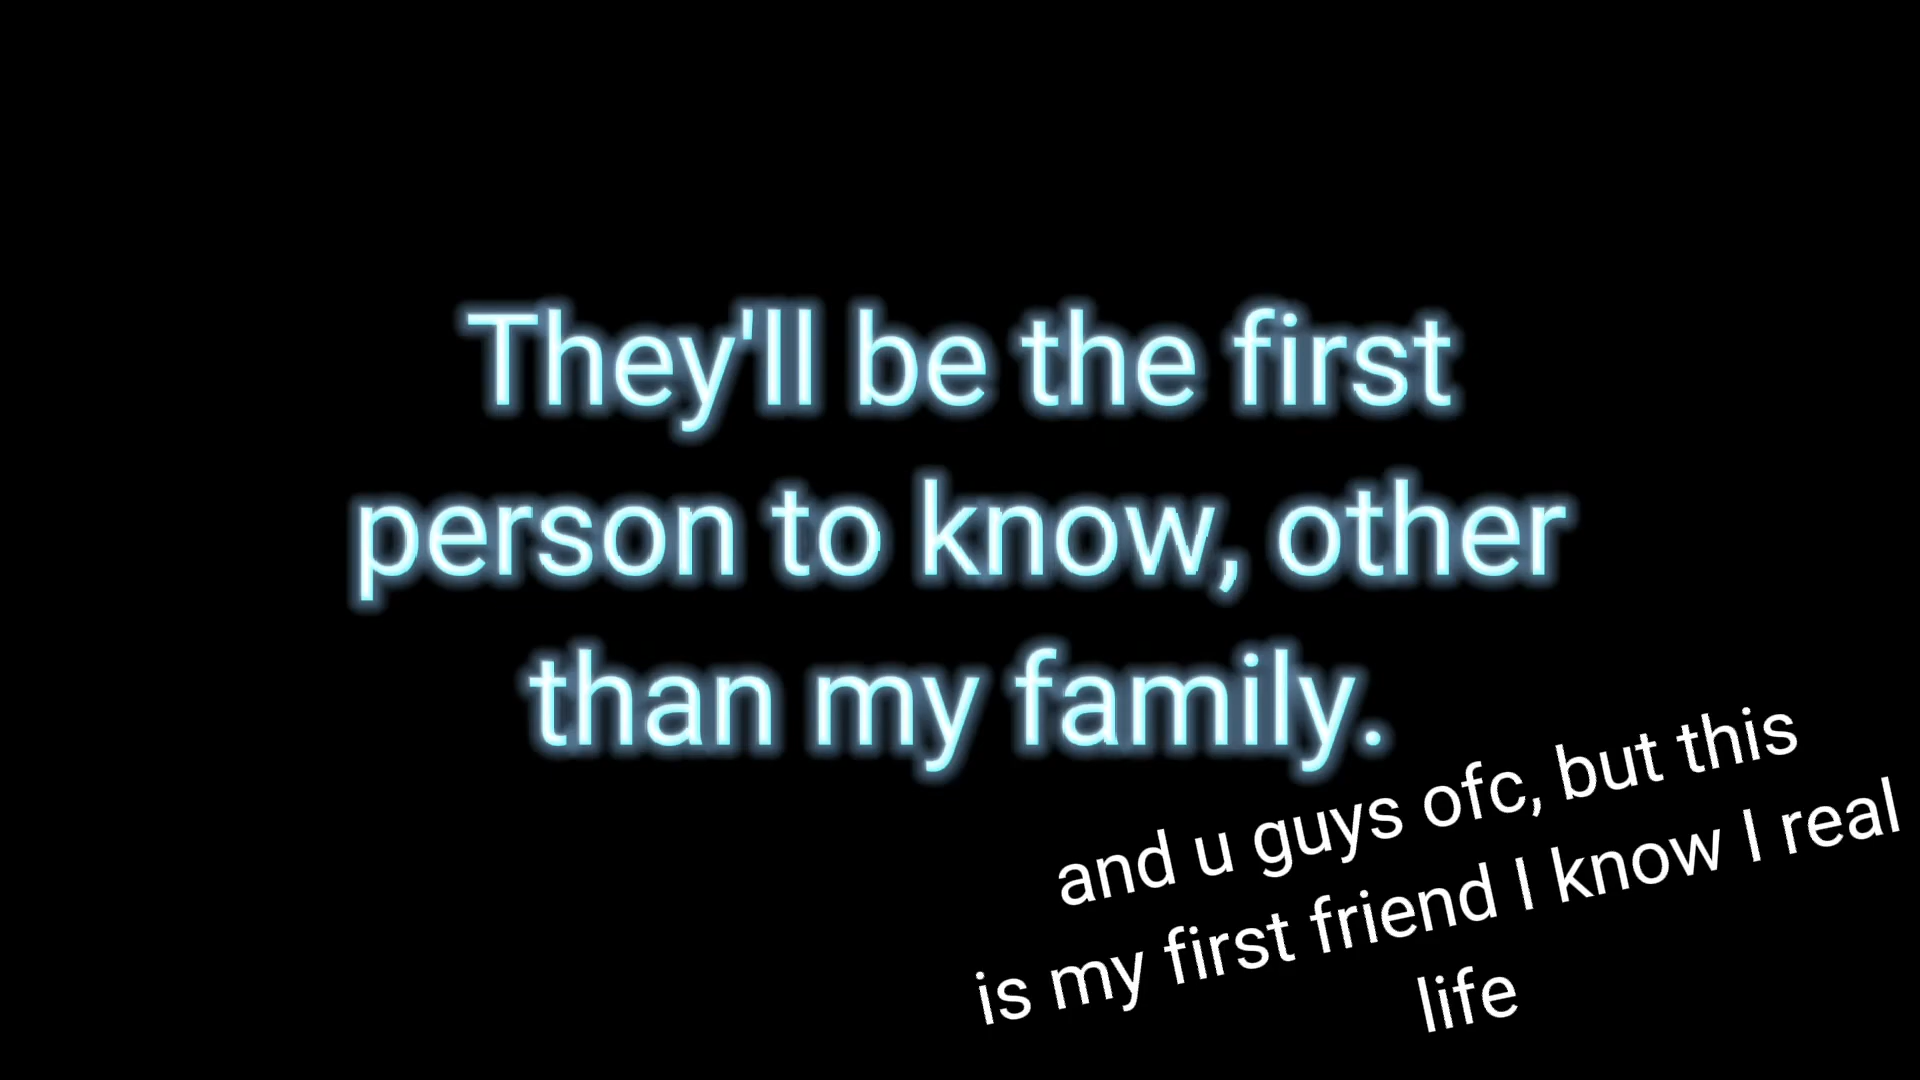 They'll be the first
person to know, other
than my family.
and u guys ofc, but this
is my first friend I know I real
life